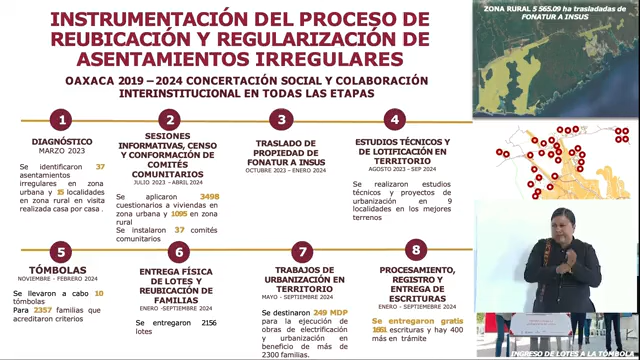 INSTRUMENTACIÓN DEL PROCESO DE
REUBICACIÓN Y REGULARIZACIÓN DE
ASENTAMIENTOS IRREGULARES
OAXACA 2019 – 2024 CONCERTACIÓN SOCIAL Y COLABORACIÓN
INTERINSTITUCIONAL EN TODAS LAS ETAPAS
ZONA RURAL 5 565.09 ha trasladadas de
FONATUR A INSUS
1
DIAGNÓSTICO
MARZO 2023
Se identificaron 37
asentamientos
irregulares en zona
urbana y 15 localidades
en zona rural en visita
realizada casa por casa .
2
SESIONES
INFORMATIVAS, CENSO
Y CONFORMACIÓN DE
COMITÉS
COMUNITARIOS
JULIO 2023 - ABRIL 2024
Se aplicaron 3498
cuestionarios a viviendas en
zona urbana y 1095 en zona
rural
Se instalaron 37 comités
comunitarios
3
TRASLADO DE
PROPIEDAD DE
FONATUR A INSUS
OCTUBRE 2023 – ENERO 2024
4
ESTUDIOS TÉCNICOS Y
DE LOTIFICACIÓN EN
TERRITORIO
AGOSTO 2023 – SEP 2024
Se realizaron estudios
técnicos y proyectos de
urbanización en 9
localidades en los mejores
terrenos
5
TÓMBOLAS
NOVIEMBRE - FEBRERO 2024
Se llevaron a cabo 10
tómbolas
Para 2357 familias que
acreditaron criterios
6
ENTREGA FÍSICA
DE LOTES Y
REUBICACIÓN DE
FAMILIAS
ENERO -SEPTIEMBRE 2024
Se entregaron 2156
lotes
7
TRABAJOS DE
URBANIZACIÓN EN
TERRITORIO
MAYO - SEPTIEMBRE 2024
Se destinaron 249 MDP
para la ejecución de
obras de electrificación y
urbanización en
beneficio de más de
2300 familias.
8
PROCESAMIENTO,
REGISTRO Y
ENTREGA DE
ESCRITURAS
ENERO - SEPTIEMEBRE 2024
Se entregaron gratis
1661 escrituras y hay 400
más en trámite
INGRESO DE LOTES A LA TÓMBOLA